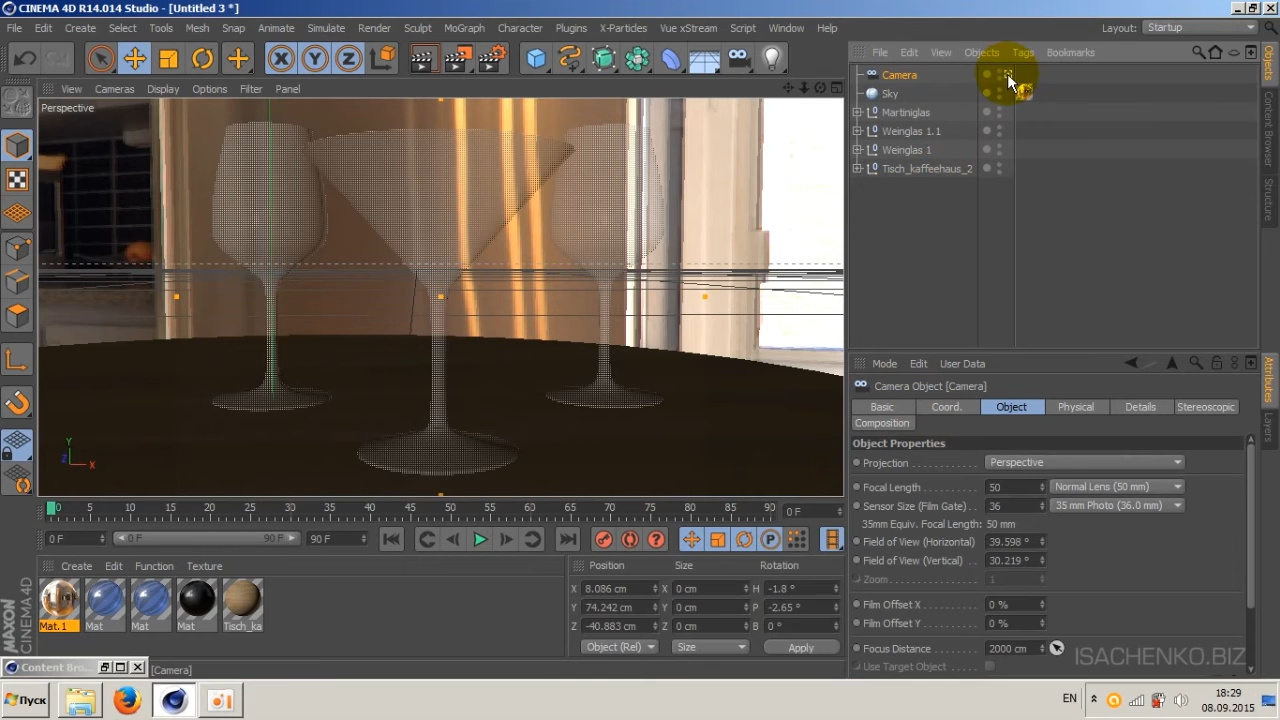 CINEMA 4D R14.014 Studio - [Untitled 3 *]
File Edit Create Select Tools Mesh Snap Animate Simulate Render Sculpt MoGraph Character Plugins X-Particles Vue xStream Script Window Help Layout: Startup
X Y Z
File Edit View Objects Tags Bookmarks
View Cameras Display Options Filter Panel
Perspective
Camera
Sky
Martiniglas
Weinglas 1.1
Weinglas 1
Tisch_kaffeehaus_2
Objects
Content Browser
Structure
Mode Edit User Data
Camera Object [Camera]
Basic Coord. Object Physical Details Stereoscopic
Composition
Object Properties
Projection Perspective
Focal Length 50 Normal Lens (50 mm)
Sensor Size (Film Gate) 36 35 mm Photo (36.0 mm)
35mm Equiv. Focal Length: 50 mm
Field of View (Horizontal) 39.598 °
Field of View (Vertical) 30.219 °
Zoom 1
Film Offset X 0 %
Film Offset Y 0 %
Focus Distance 2000 cm
Use Target Object
Attributes
Layers
Y
Z X
0 5 10 15 20 25 30 35 40 45 50 55 60 65 70 75 80 85 90 0 F
0 F 0 F 90 F 90 F
P
Create Edit Function Texture
Mat.1 Mat Mat Mat Tisch_ka
Position Size Rotation
X 8.086 cm X 0 cm H -1.8 °
Y 74.242 cm Y 0 cm P -2.65 °
Z -40.883 cm Z 0 cm B 0 °
Object (Rel) Size Apply
MAXON
CINEMA 4D
Content Bro...
[Camera]
ISACHENKO.BIZ
Пуск
EN
18:29
08.09.2015